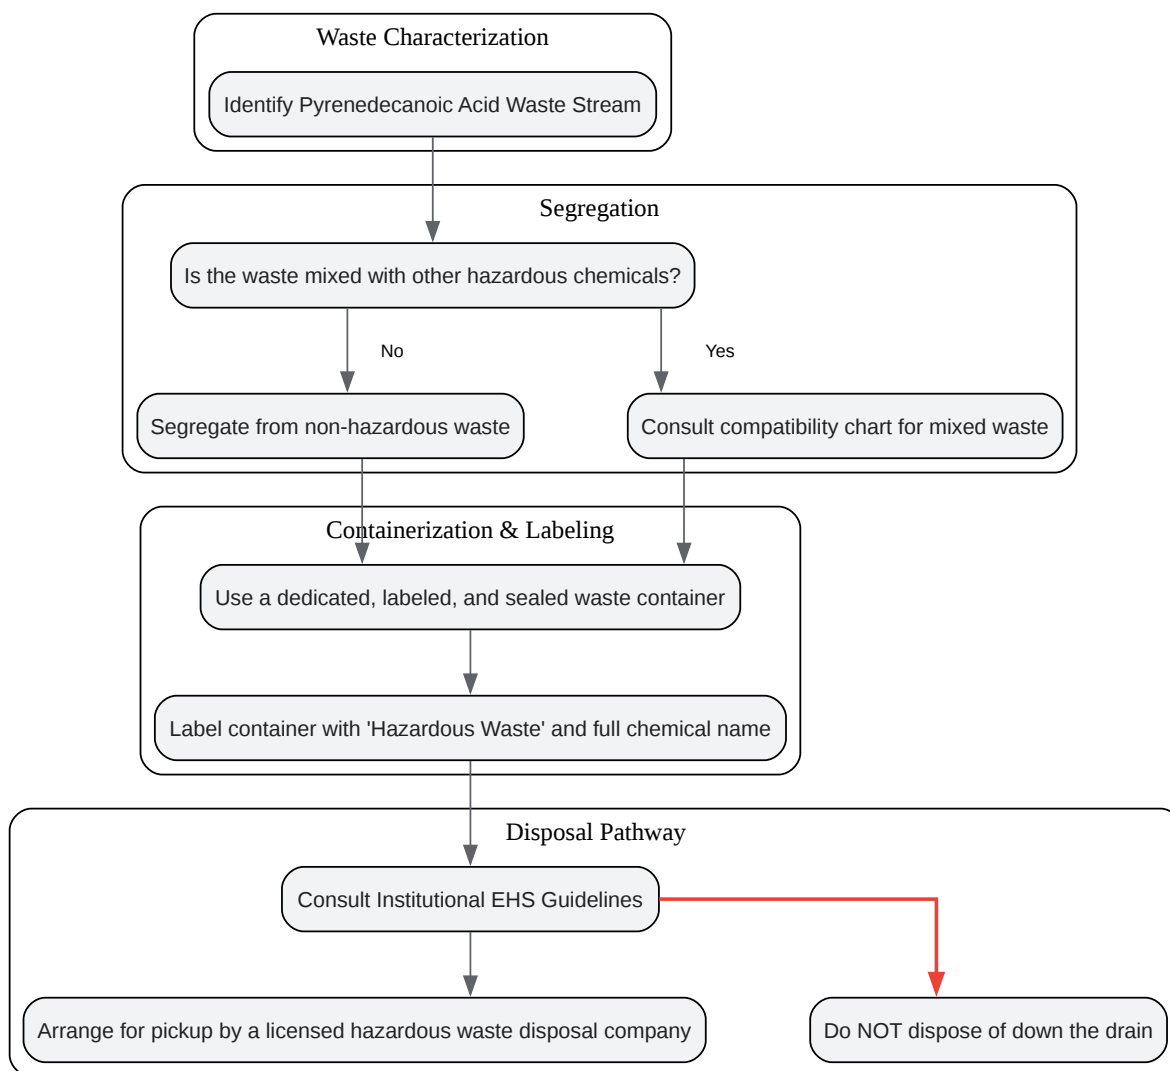 Waste Characterization
Identify Pyrenedecanoic Acid Waste Stream
Segregation
Is the waste mixed with other hazardous chemicals?
No
Yes
Segregate from non-hazardous waste
Consult compatibility chart for mixed waste
Containerization & Labeling
Use a dedicated, labeled, and sealed waste container
Label container with 'Hazardous Waste' and full chemical name
Disposal Pathway
Consult Institutional EHS Guidelines
Arrange for pickup by a licensed hazardous waste disposal company
Do NOT dispose of down the drain